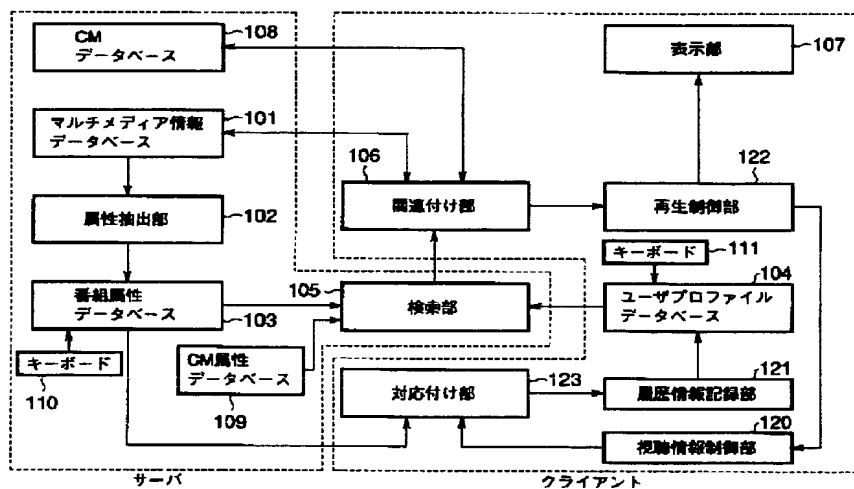 CM
データベース
108
マルチメディア情報
データベース
101
属性抽出部
102
番組属性
データベース
103
キーボード
110
CM属性
データベース
109
サーバ
表示部
107
106
関連付け部
122
再生制御部
キーボード
111
104
ユーザプロファイル
データベース
105
検索部
対応付け部
123
121
履歴情報記録部
120
視聴情報制御部
クライアント